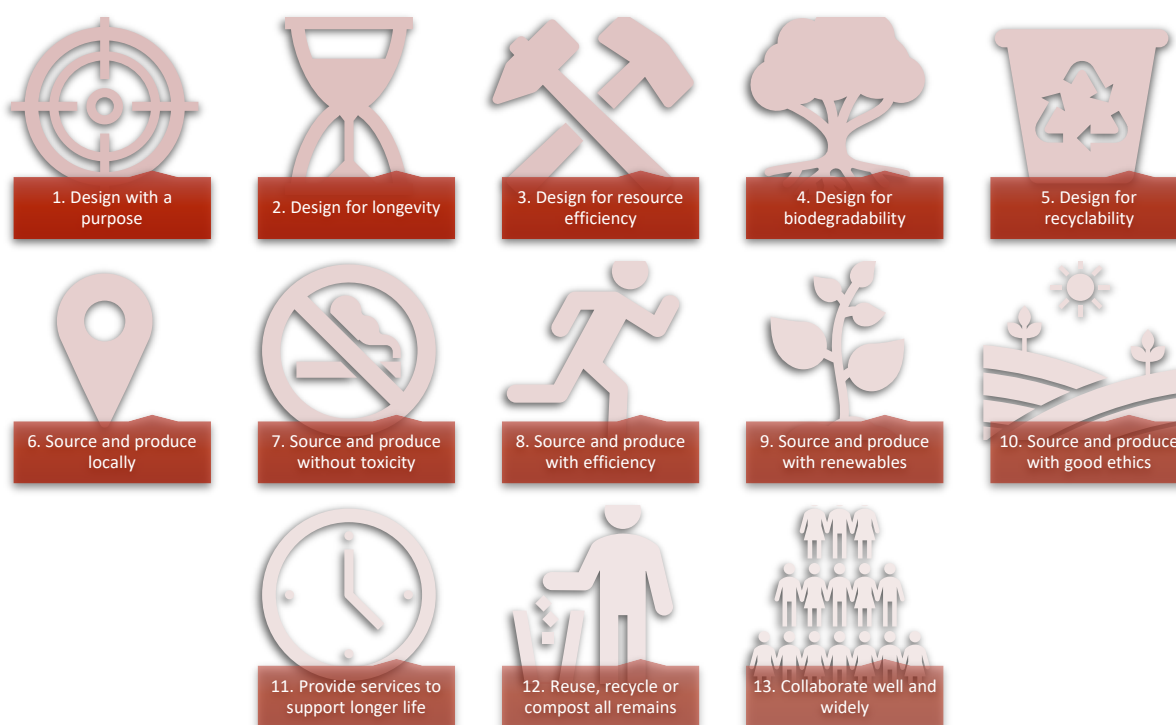 1. Design with a
purpose
2. Design for longevity
3. Design for resource
efficiency
4. Design for
biodegradability
5. Design for
recyclability
6. Source and produce
locally
7. Source and produce
without toxicity
8. Source and produce
with efficiency
9. Source and produce
with renewables
10. Source and produce
with good ethics
11. Provide services to
support longer life
12. Reuse, recycle or
compost all remains
13. Collaborate well and
widely